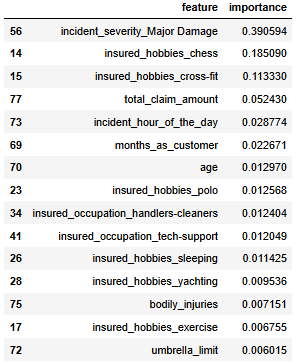 feature importance
56 incident_severity_Major Damage 0.390594
14 insured_hobbies_chess 0.185090
15 insured_hobbies_cross-fit 0.113330
77 total_claim_amount 0.052430
73 incident_hour_of_the_day 0.028774
69 months_as_customer 0.022671
70 age 0.012970
23 insured_hobbies_polo 0.012568
34 insured_occupation_handlers-cleaners 0.012404
41 insured_occupation_tech-support 0.012049
26 insured_hobbies_sleeping 0.011425
28 insured_hobbies_yachting 0.009536
75 bodily_injuries 0.007151
17 insured_hobbies_exercise 0.006755
72 umbrella_limit 0.006015